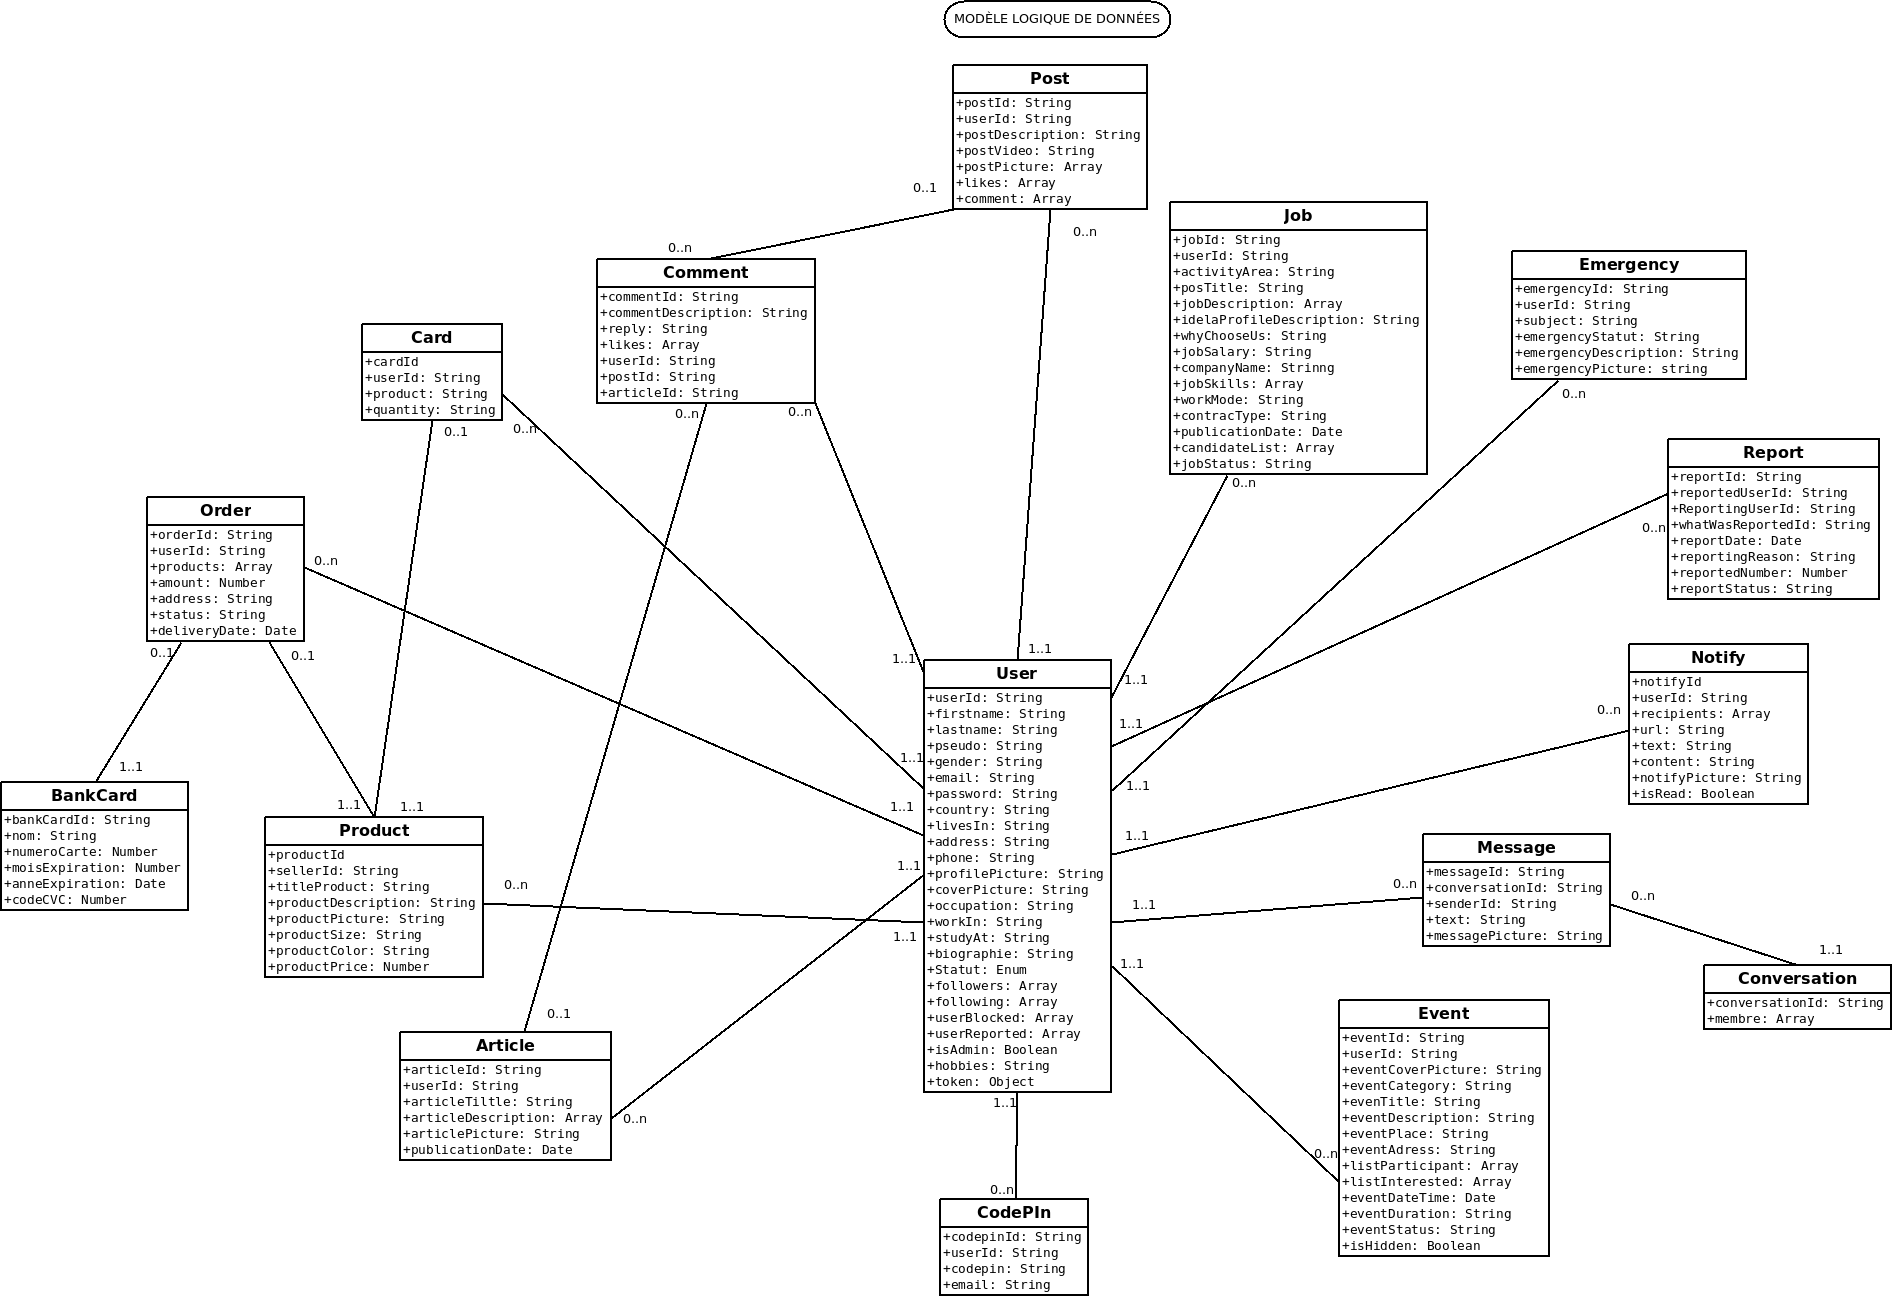 MODÈLE LOGIQUE DE DONNÉES
Post
+postId: String
+userId: String
+postDescription: String
+postVideo: String
+postPicture: Array
+likes: Array
+comment: Array
0..1
0..n
0..n
Job
+jobId: String
+userId: String
+activityArea: String
+posTitle: String
+jobDescription: Array
+idelaProfileDescription: String
+whyChooseUs: String
+jobSalary: String
+companyName: Strinng
+jobSkills: Array
+workMode: String
+contracType: String
+publicationDate: Date
+candidateList: Array
+jobStatus: String
0..n
Emergency
+emergencyId: String
+userId: String
+subject: String
+emergencyStatut: String
+emergencyDescription: String
+emergencyPicture: string
0..n
Comment
+commentId: String
+commentDescription: String
+reply: String
+likes: Array
+userId: String
+postId: String
+articleId: String
0..n
0..n
Card
+cardId
+userId: String
+product: String
+quantity: String
0..1
0..n
Report
+reportId: String
+reportedUserId: String
+ReportingUserId: String
+whatWasReportedId: String
+reportDate: Date
+reportingReason: String
+reportedNumber: Number
+reportStatus: String
0..n
Order
+orderId: String
+userId: String
+products: Array
+amount: Number
+address: String
+status: String
+deliveryDate: Date
0..n
0..1
0..1
Notify
+notifyId
+userId: String
+recipients: Array
+url: String
+text: String
+content: String
+notifyPicture: String
+isRead: Boolean
0..n
User
+userId: String
+firstname: String
+lastname: String
+pseudo: String
+gender: String
+email: String
+password: String
+country: String
+livesIn: String
+address: String
+phone: String
+profilePicture: String
+coverPicture: String
+occupation: String
+workIn: String
+studyAt: String
+biographie: String
+Statut: Enum
+followers: Array
+following: Array
+userBlocked: Array
+userReported: Array
+isAdmin: Boolean
+hobbies: String
+token: Object
1..1
1..1
1..1
1..1
1..1
1..1
1..1
1..1
1..1
1..1
1..1
1..1
1..1
BankCard
+bankCardId: String
+nom: String
+numeroCarte: Number
+moisExpiration: Number
+anneExpiration: Date
+codeCVC: Number
1..1
Product
+productId
+sellerId: String
+titleProduct: String
+productDescription: String
+productPicture: String
+productSize: String
+productColor: String
+productPrice: Number
1..1
1..1
0..n
Message
+messageId: String
+conversationId: String
+senderId: String
+text: String
+messagePicture: String
0..n
0..n
Conversation
+conversationId: String
+membre: Array
1..1
Event
+eventId: String
+userId: String
+eventCoverPicture: String
+eventCategory: String
+evenTitle: String
+eventDescription: String
+eventPlace: String
+eventAdress: String
+listParticipant: Array
+listInterested: Array
+eventDateTime: Date
+eventDuration: String
+eventStatus: String
+isHidden: Boolean
0..n
Article
+articleId: String
+userId: String
+articleTiltle: String
+articleDescription: Array
+articlePicture: String
+publicationDate: Date
0..1
0..n
CodePIn
+codepinId: String
+userId: String
+codepin: String
+email: String
0..n